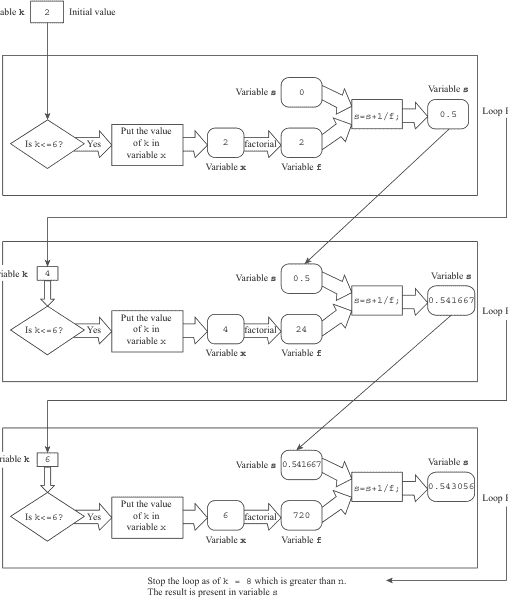 able k 2 Initial value
Variable s 0
Variable s
0.5
s=s+1/f;
Loop
Is k<=6? Yes
Put the value
of k in
variable x
2 factorial 2
Variable x Variable f
riable k 4
Variable s 0.5
Variable s
0.541667
s=s+1/f;
Loop
Is k<=6? Yes
Put the value
of k in
variable x
4 factorial 24
Variable x Variable f
riable k 6
Variable s 0.541667
Variable s
0.543056
s=s+1/f;
Loop
Is k<=6? Yes
Put the value
of k in
variable x
6 factorial 720
Variable x Variable f
Stop the loop as of k = 8 which is greater than n.
The result is present in variable s